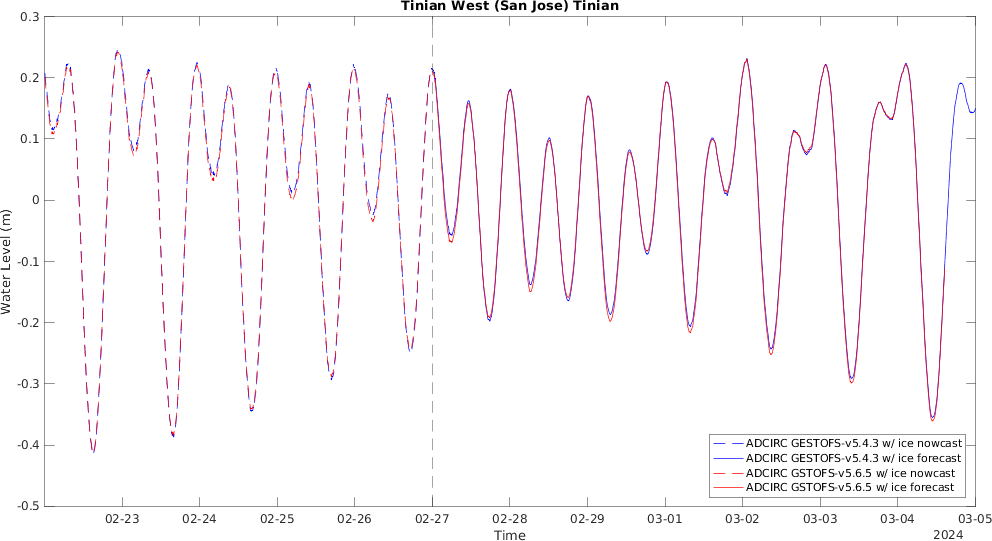 Tinian West (San Jose) Tinian
0.3
0.2
0.1
0
-0.1
-0.2
-0.3
-0.4
-0.5
Water Level (m)
02-23 02-24 02-25 02-26 02-27 02-28 02-29 03-01 03-02 03-03 03-04 03-05
Time
2024
ADCIRC GESTOFS-v5.4.3 w/ ice nowcast
ADCIRC GESTOFS-v5.4.3 w/ ice forecast
ADCIRC GSTOFS-v5.6.5 w/ ice nowcast
ADCIRC GSTOFS-v5.6.5 w/ ice forecast